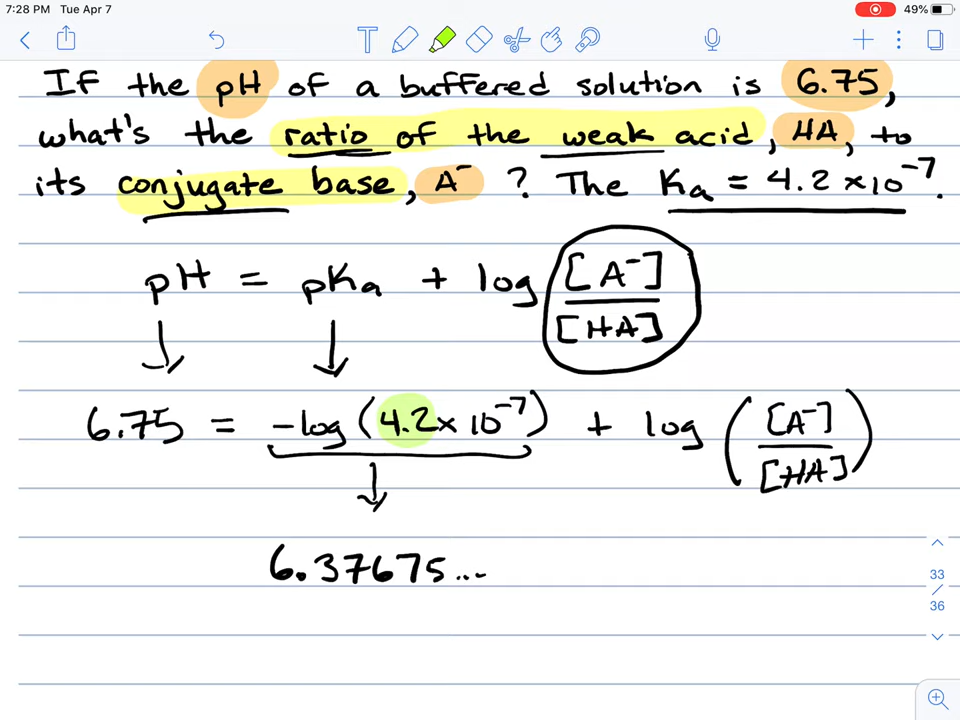 7:28 PM Tue Apr 7
49%
If the pH of a buffered solution is 6.75,
what's the ratio of the weak acid, HA, to
its conjugate base, A⁻ ? The Ka = 4.2 x 10⁻⁷.
pH = pKa + log [A⁻]/[HA]
6.75 = -log (4.2 x 10⁻⁷) + log ([A⁻]/[HA])
6.37675...
33
/
36